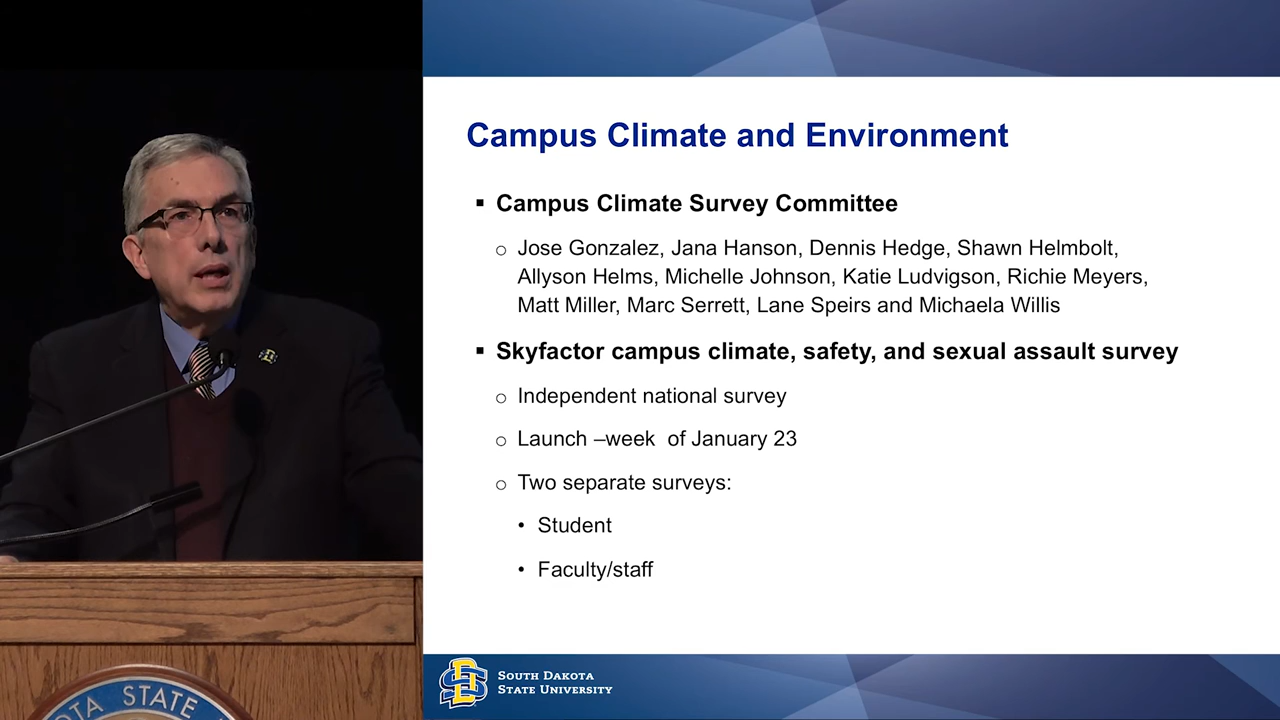 Campus Climate and Environment
Campus Climate Survey Committee
Jose Gonzalez, Jana Hanson, Dennis Hedge, Shawn Helmbolt,
Allyson Helms, Michelle Johnson, Katie Ludvigson, Richie Meyers,
Matt Miller, Marc Serrett, Lane Speirs and Michaela Willis
Skyfactor campus climate, safety, and sexual assault survey
Independent national survey
Launch –week  of January 23
Two separate surveys:
Student
Faculty/staff
SOUTH DAKOTA
STATE UNIVERSITY
OTA STATE